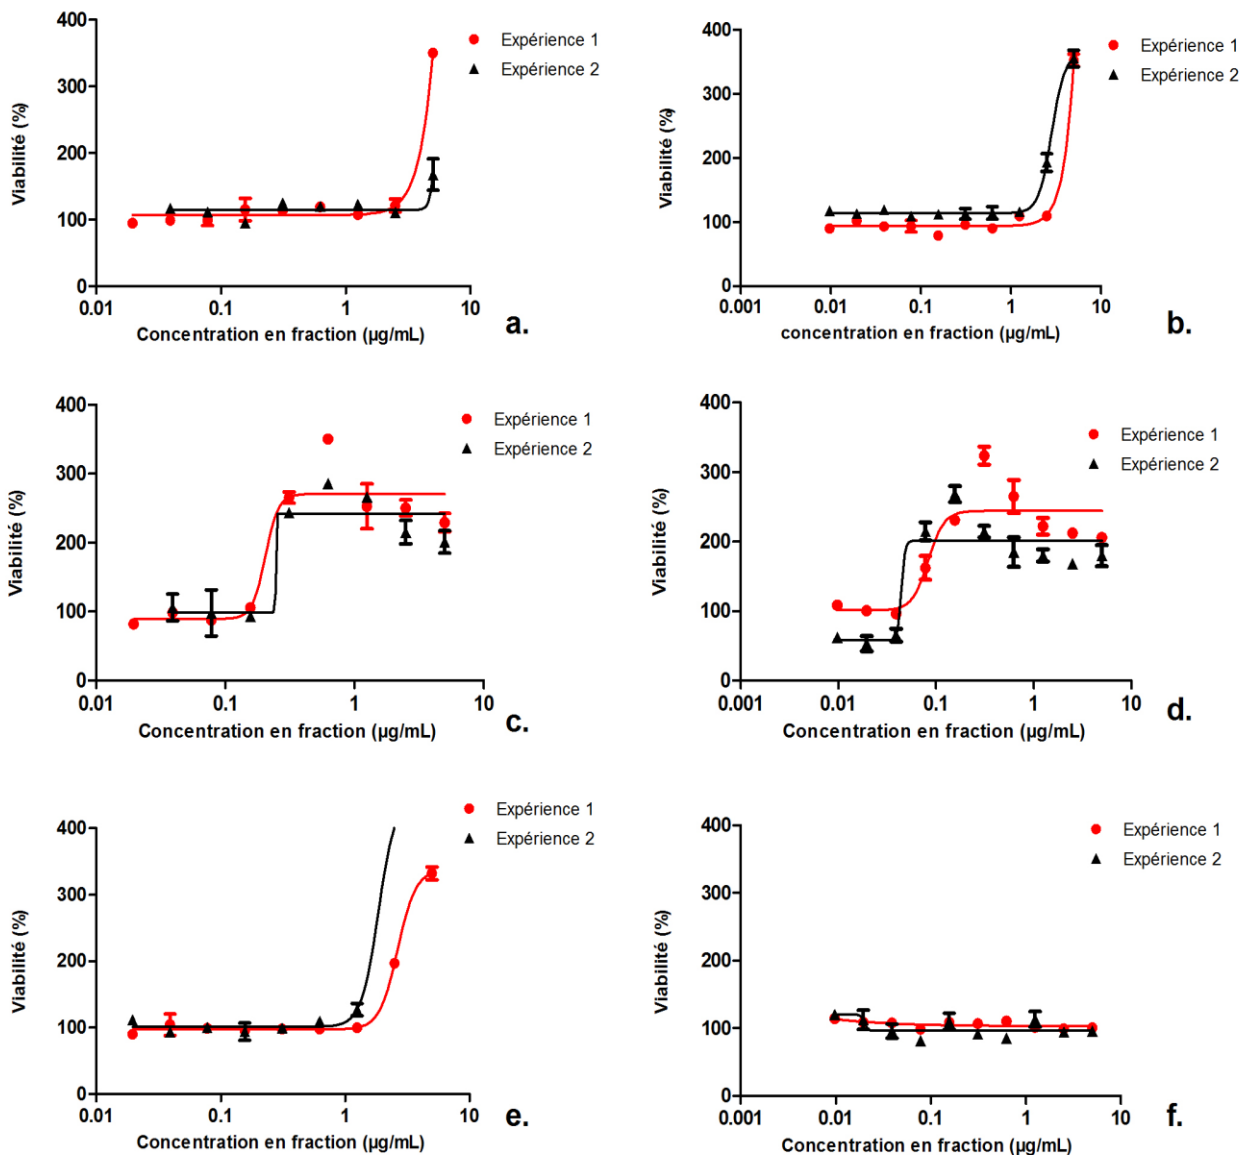 400
300
200
100
0
Viabilité (%)
0.01
0.1
1
10
Concentration en fraction (µg/mL)
Expérience 1
Expérience 2
a.
400
300
200
100
0
Viabilité (%)
0.001
0.01
0.1
1
10
concentration en fraction (µg/mL)
Expérience 1
Expérience 2
b.
400
300
200
100
0
Viabilité (%)
0.01
0.1
1
10
Concentration en fraction (µg/mL)
Expérience 1
Expérience 2
c.
400
300
200
100
0
Viabilité (%)
0.001
0.01
0.1
1
10
Concentration en fraction (µg/mL)
Expérience 1
Expérience 2
d.
400
300
200
100
0
Viabilité (%)
0.01
0.1
1
10
Concentration en fraction (µg/mL)
Expérience 1
Expérience 2
e.
400
300
200
100
0
Viabilité (%)
0.001
0.01
0.1
1
10
Concentration en fraction (µg/mL)
Expérience 1
Expérience 2
f.